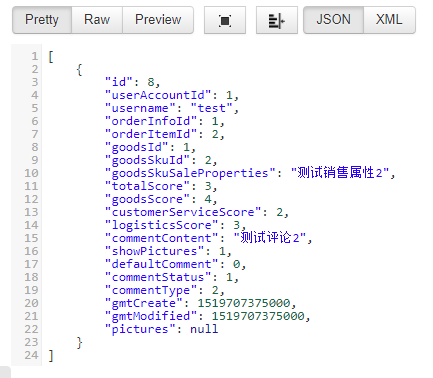 Pretty Raw Preview JSON XML
1 [
2 {
3 "id": 8,
4 "userAccountId": 1,
5 "username": "test",
6 "orderInfoId": 1,
7 "orderItemId": 2,
8 "goodsId": 1,
9 "goodsSkuId": 2,
10 "goodsSkuSaleProperties": "测试销售属性2",
11 "totalScore": 3,
12 "goodsScore": 4,
13 "customerServiceScore": 2,
14 "logisticsScore": 3,
15 "commentContent": "测试评论2",
16 "showPictures": 1,
17 "defaultComment": 0,
18 "commentStatus": 1,
19 "commentType": 2,
20 "gmtCreate": 1519707375000,
21 "gmtModified": 1519707375000,
22 "pictures": null
23 }
24 ]